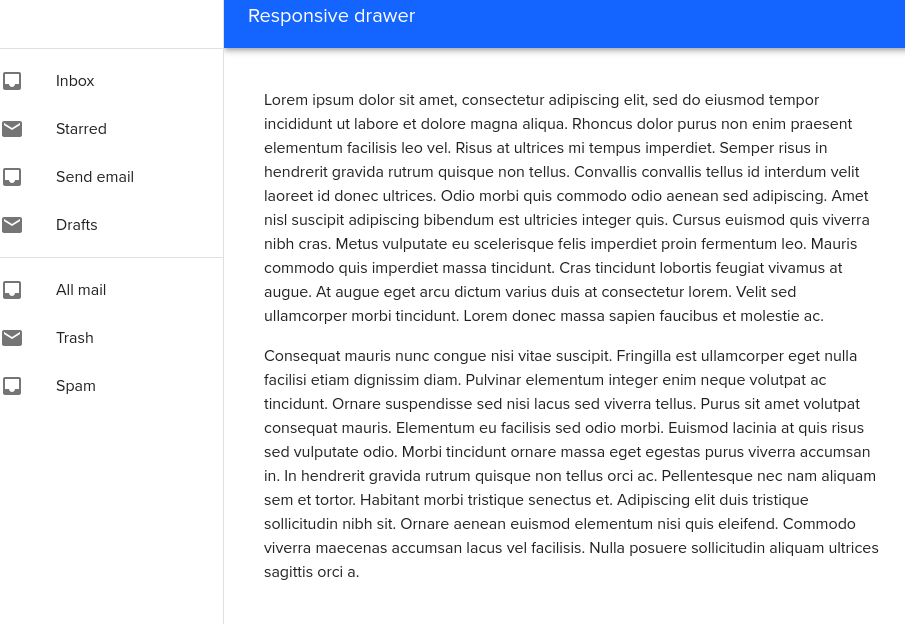 Responsive drawer
Inbox
Starred
Send email
Drafts
All mail
Trash
Spam
Lorem ipsum dolor sit amet, consectetur adipiscing elit, sed do eiusmod tempor
incididunt ut labore et dolore magna aliqua. Rhoncus dolor purus non enim praesent
elementum facilisis leo vel. Risus at ultrices mi tempus imperdiet. Semper risus in
hendrerit gravida rutrum quisque non tellus. Convallis convallis tellus id interdum velit
laoreet id donec ultrices. Odio morbi quis commodo odio aenean sed adipiscing. Amet
nisl suscipit adipiscing bibendum est ultricies integer quis. Cursus euismod quis viverra
nibh cras. Metus vulputate eu scelerisque felis imperdiet proin fermentum leo. Mauris
commodo quis imperdiet massa tincidunt. Cras tincidunt lobortis feugiat vivamus at
augue. At augue eget arcu dictum varius duis at consectetur lorem. Velit sed
ullamcorper morbi tincidunt. Lorem donec massa sapien faucibus et molestie ac.
Consequat mauris nunc congue nisi vitae suscipit. Fringilla est ullamcorper eget nulla
facilisi etiam dignissim diam. Pulvinar elementum integer enim neque volutpat ac
tincidunt. Ornare suspendisse sed nisi lacus sed viverra tellus. Purus sit amet volutpat
consequat mauris. Elementum eu facilisis sed odio morbi. Euismod lacinia at quis risus
sed vulputate odio. Morbi tincidunt ornare massa eget egestas purus viverra accumsan
in. In hendrerit gravida rutrum quisque non tellus orci ac. Pellentesque nec nam aliquam
sem et tortor. Habitant morbi tristique senectus et. Adipiscing elit duis tristique
sollicitudin nibh sit. Ornare aenean euismod elementum nisi quis eleifend. Commodo
viverra maecenas accumsan lacus vel facilisis. Nulla posuere sollicitudin aliquam ultrices
sagittis orci a.